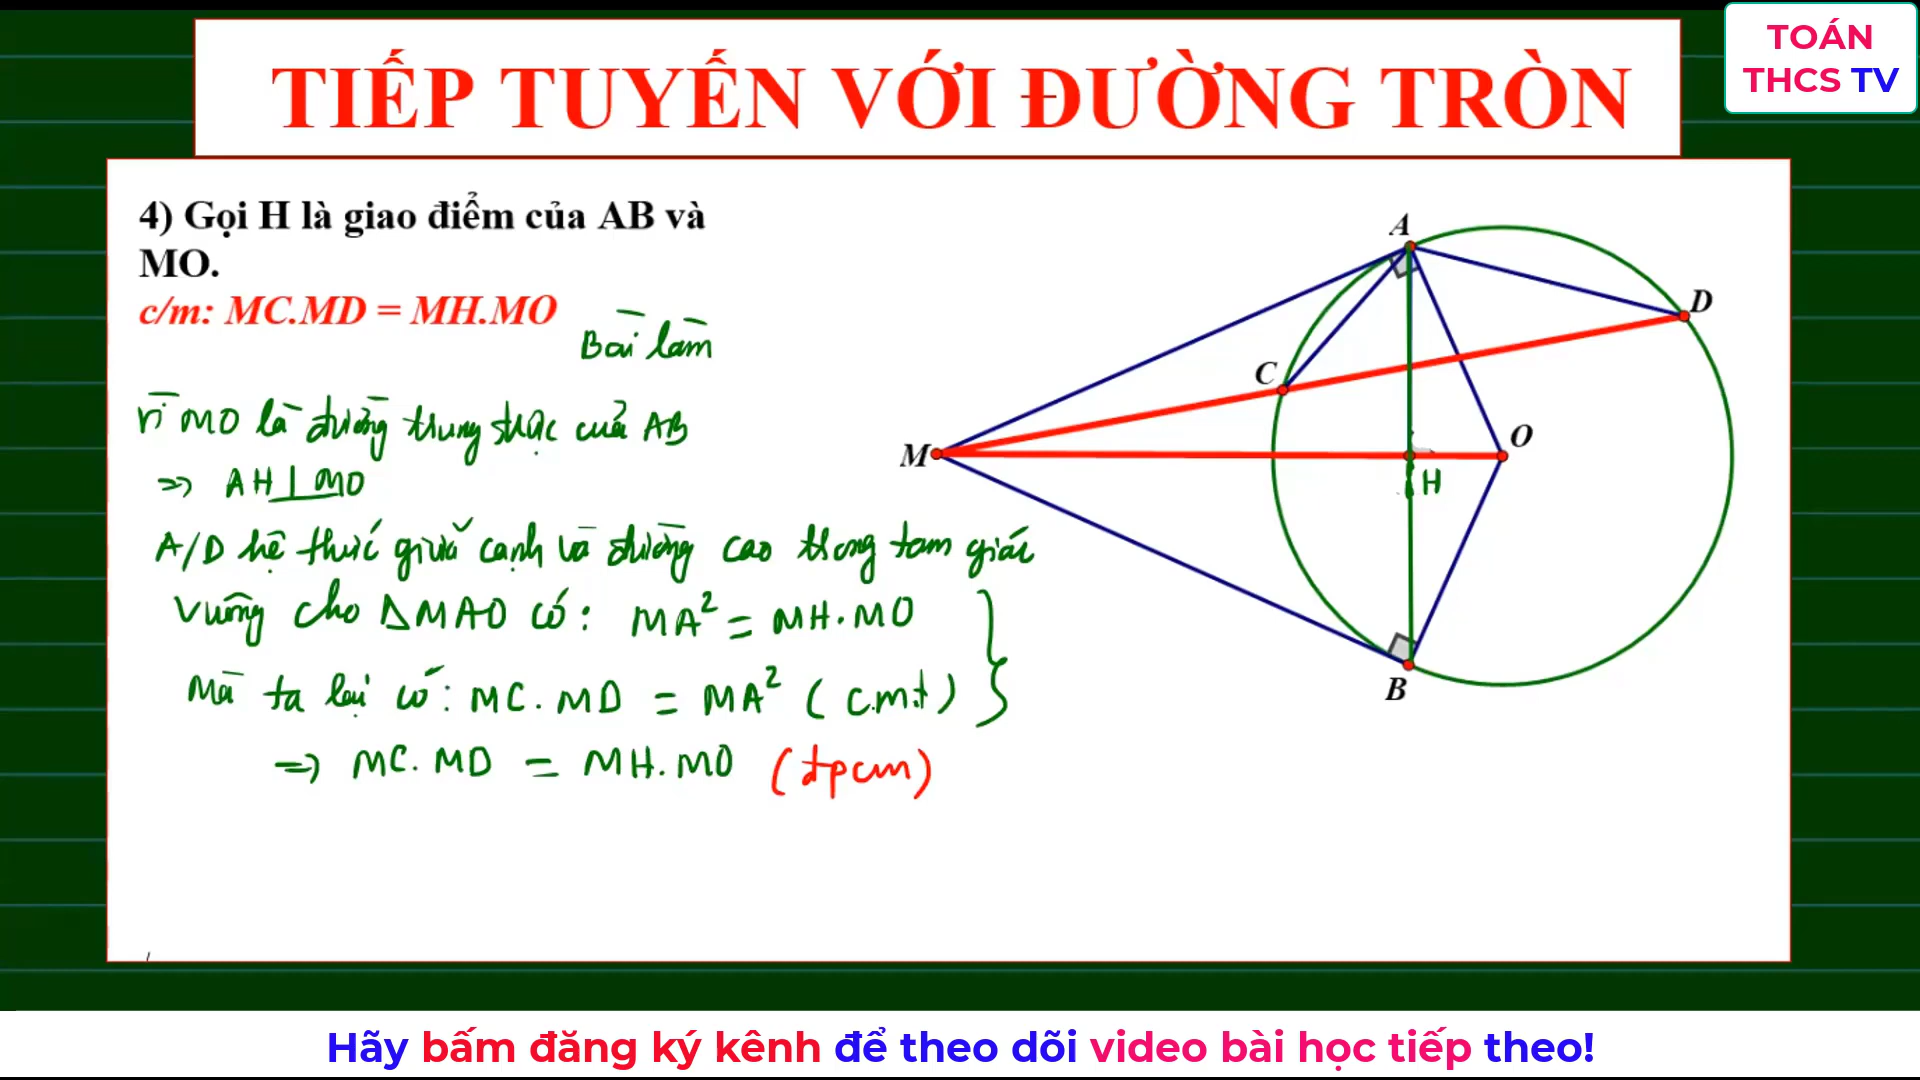 TIẾP TUYẾN VỚI ĐƯỜNG TRÒN
TOÁN
THCS TV
4) Gọi H là giao điểm của AB và
MO.
c/m: MC.MD = MH.MO
Bài làm
Vì MO là đường trung trực của AB
=> AH ⊥ MO
A/D hệ thức giữa cạnh và đường cao trong tam giác
vuông cho ΔMAO có: MA² = MH.MO
Mà ta lại có: MC.MD = MA² (c.m.t)
=> MC.MD = MH.MO (đpcm)
A
D
C
M
O
H
B
Hãy bấm đăng ký kênh để theo dõi video bài học tiếp theo!